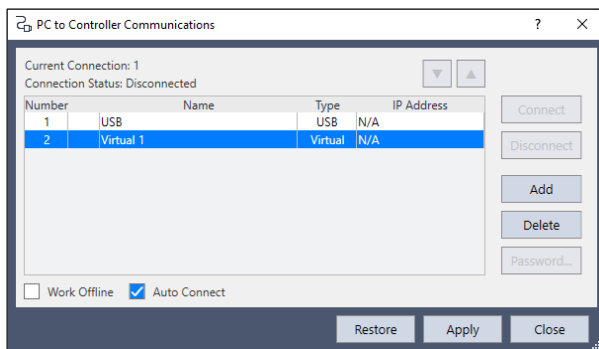 PC to Controller Communications ? X
Current Connection: 1
Connection Status: Disconnected
Number Name Type IP Address
1 USB USB N/A
2 Virtual 1 Virtual N/A
Connect
Disconnect
Add
Delete
Password...
Work Offline Auto Connect
Restore Apply Close